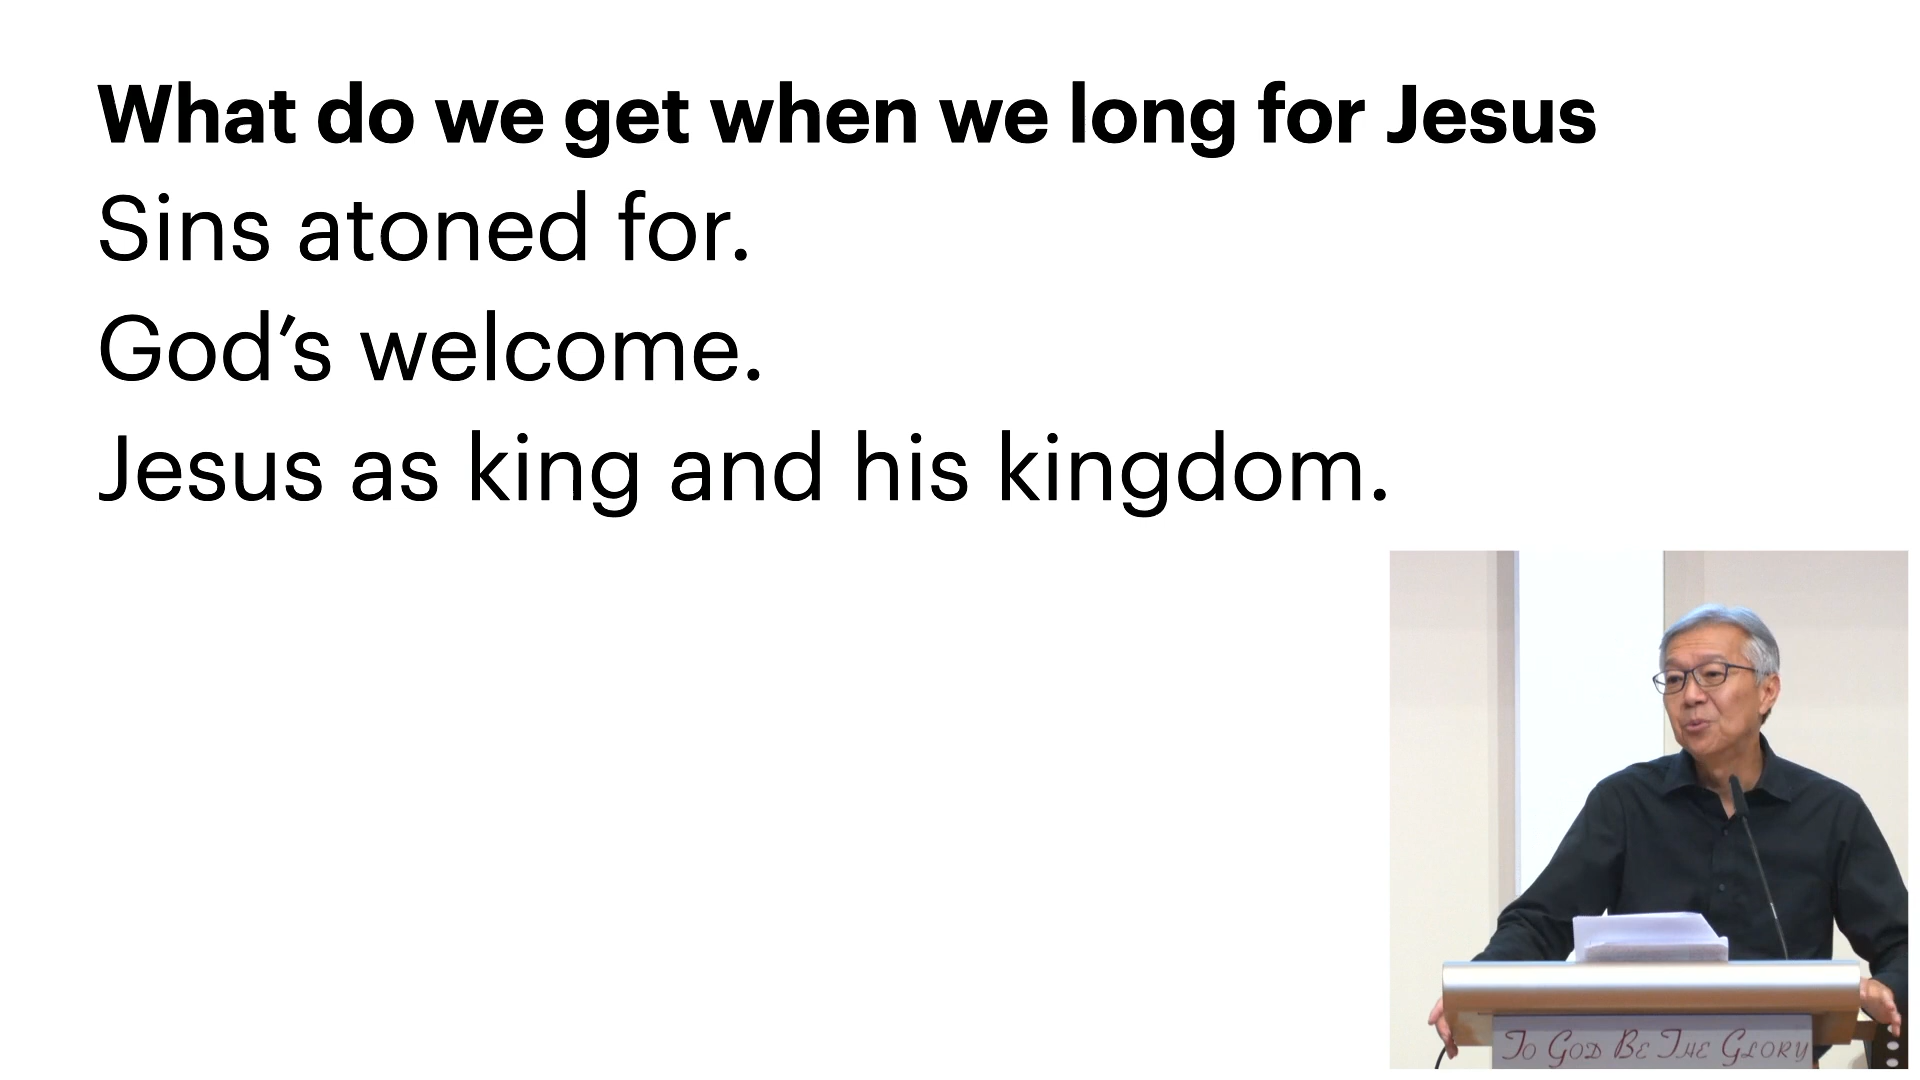 What do we get when we long for Jesus
Sins atoned for.
God’s welcome.
Jesus as king and his kingdom.
To God Be The Glory